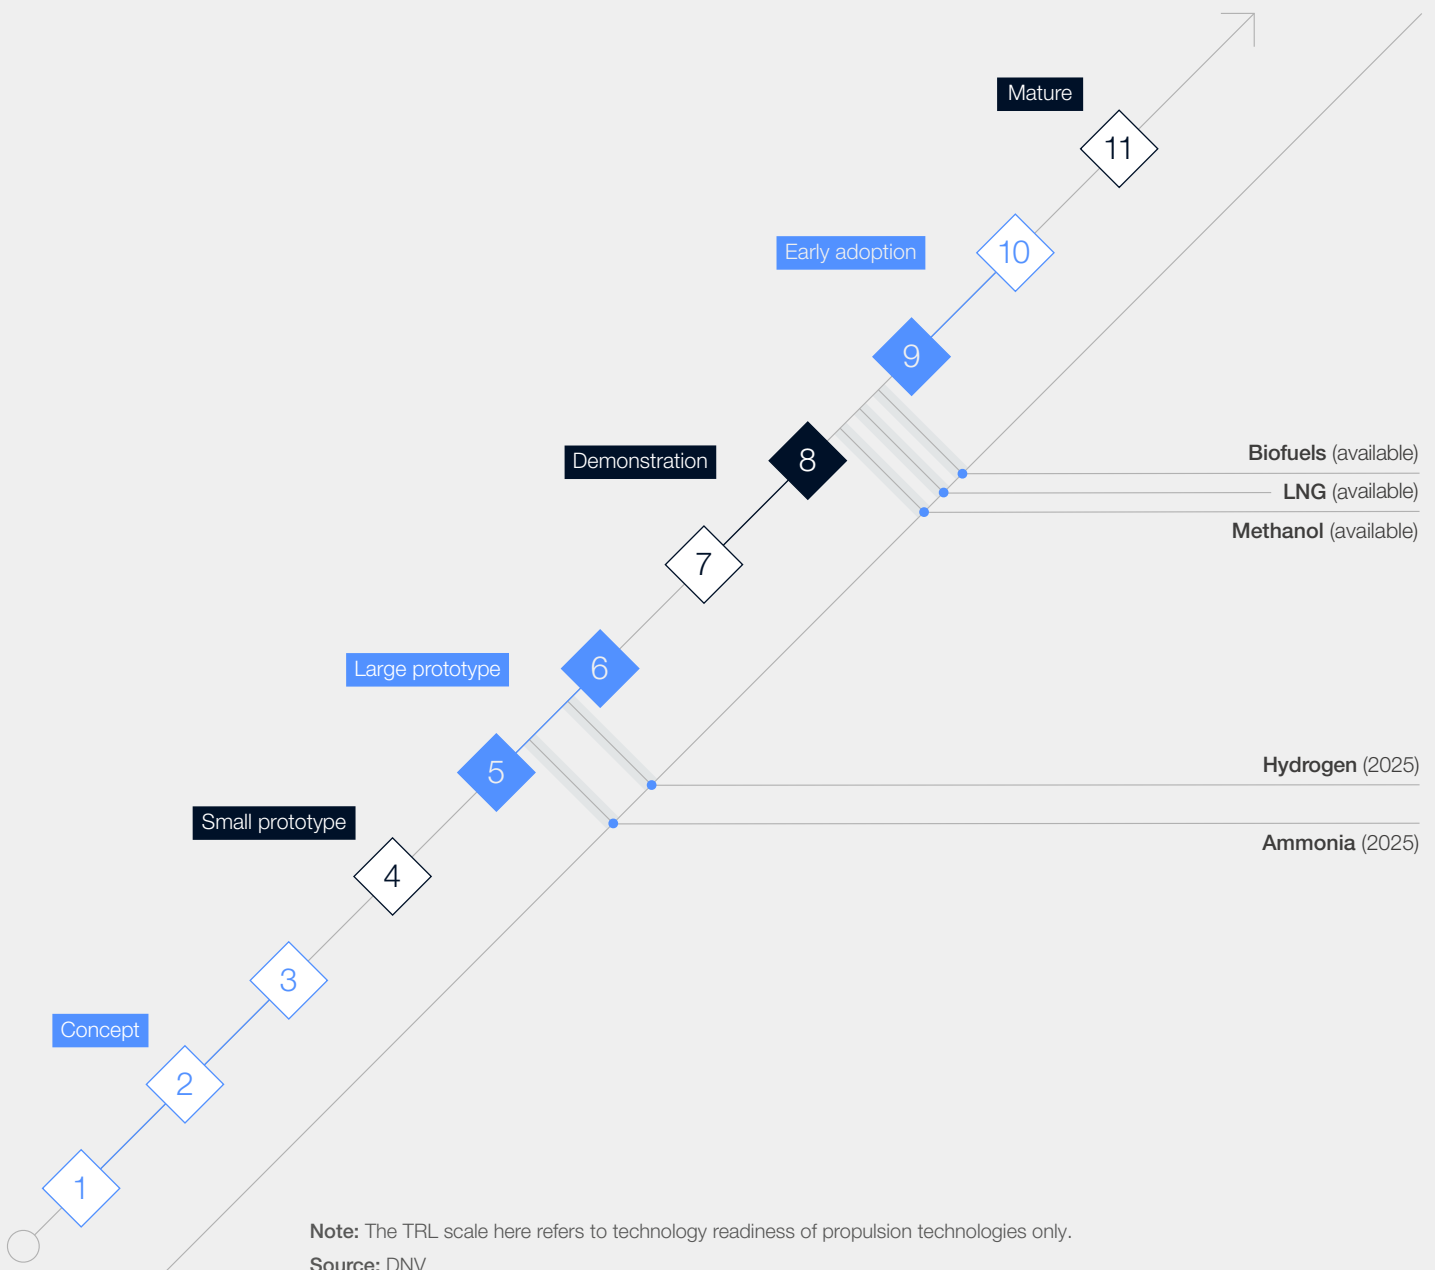 Mature
11
Early adoption
10
9
Demonstration
8
Biofuels (available)
LNG (available)
Methanol (available)
7
Large prototype
6
5
Hydrogen (2025)
Small prototype
Ammonia (2025)
4
3
Concept
2
1
Note: The TRL scale here refers to technology readiness of propulsion technologies only.
Source: DNV